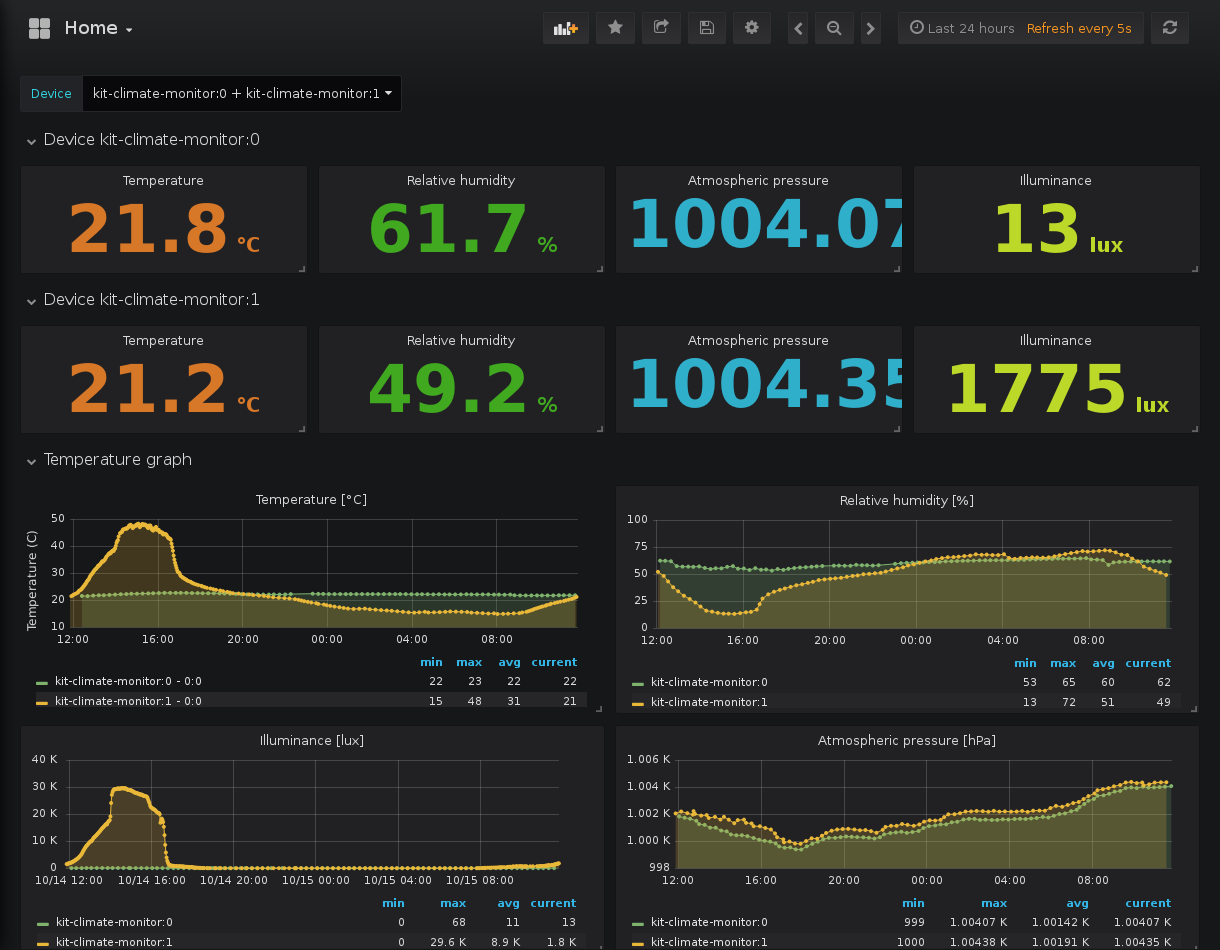 Home
Last 24 hours Refresh every 5s
Device kit-climate-monitor:0 + kit-climate-monitor:1
Device kit-climate-monitor:0
Temperature Relative humidity Atmospheric pressure Illuminance
21.8 °C 61.7 % 1004.07 13 lux
Device kit-climate-monitor:1
Temperature Relative humidity Atmospheric pressure Illuminance
21.2 °C 49.2 % 1004.35 1775 lux
Temperature graph
Temperature [°C]
Temperature (C)
50
40
30
20
10
12:00 16:00 20:00 00:00 04:00 08:00
min max avg current
kit-climate-monitor:0 - 0:0 22 23 22 22
kit-climate-monitor:1 - 0:0 15 48 31 21
Relative humidity [%]
100
75
50
25
0
12:00 16:00 20:00 00:00 04:00 08:00
min max avg current
kit-climate-monitor:0 53 65 60 62
kit-climate-monitor:1 13 72 51 49
Illuminance [lux]
40 K
30 K
20 K
10 K
0
10/14 12:00 10/14 16:00 10/14 20:00 10/15 00:00 10/15 04:00 10/15 08:00
min max avg current
kit-climate-monitor:0 0 68 11 13
kit-climate-monitor:1 0 29.6 K 8.9 K 1.8 K
Atmospheric pressure [hPa]
1.006 K
1.004 K
1.002 K
1.000 K
998
12:00 16:00 20:00 00:00 04:00 08:00
min max avg current
kit-climate-monitor:0 999 1.00407 K 1.00142 K 1.00407 K
kit-climate-monitor:1 1000 1.00438 K 1.00191 K 1.00435 K